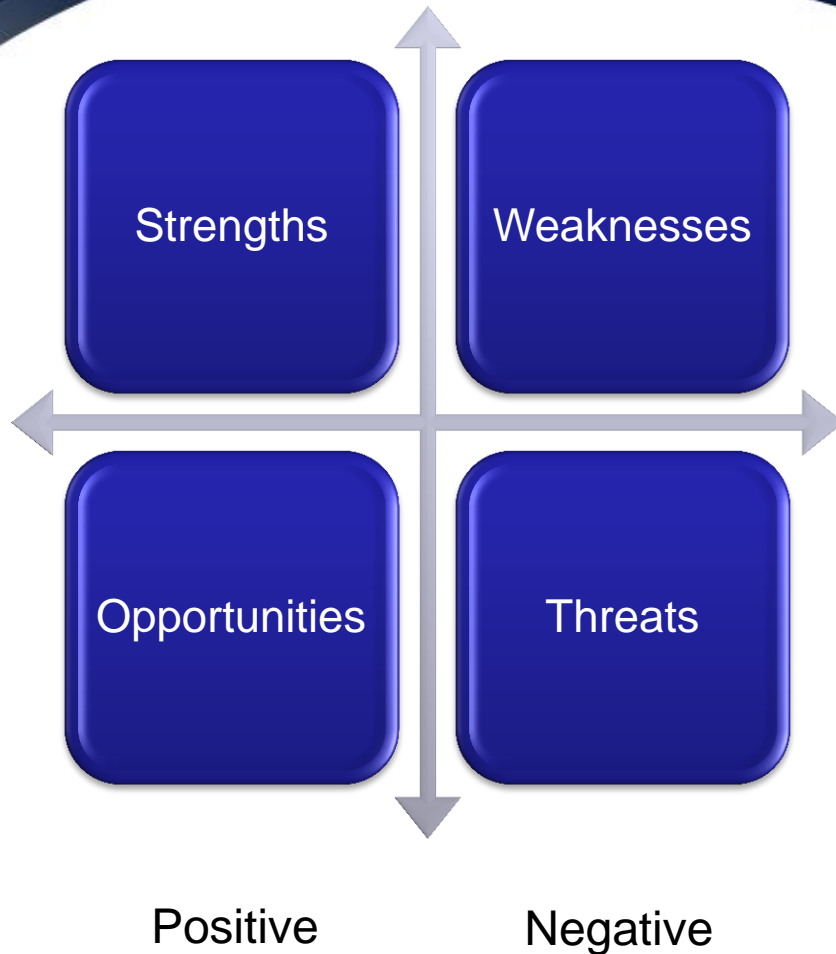 Strengths
Weaknesses
Opportunities
Threats
Positive
Negative